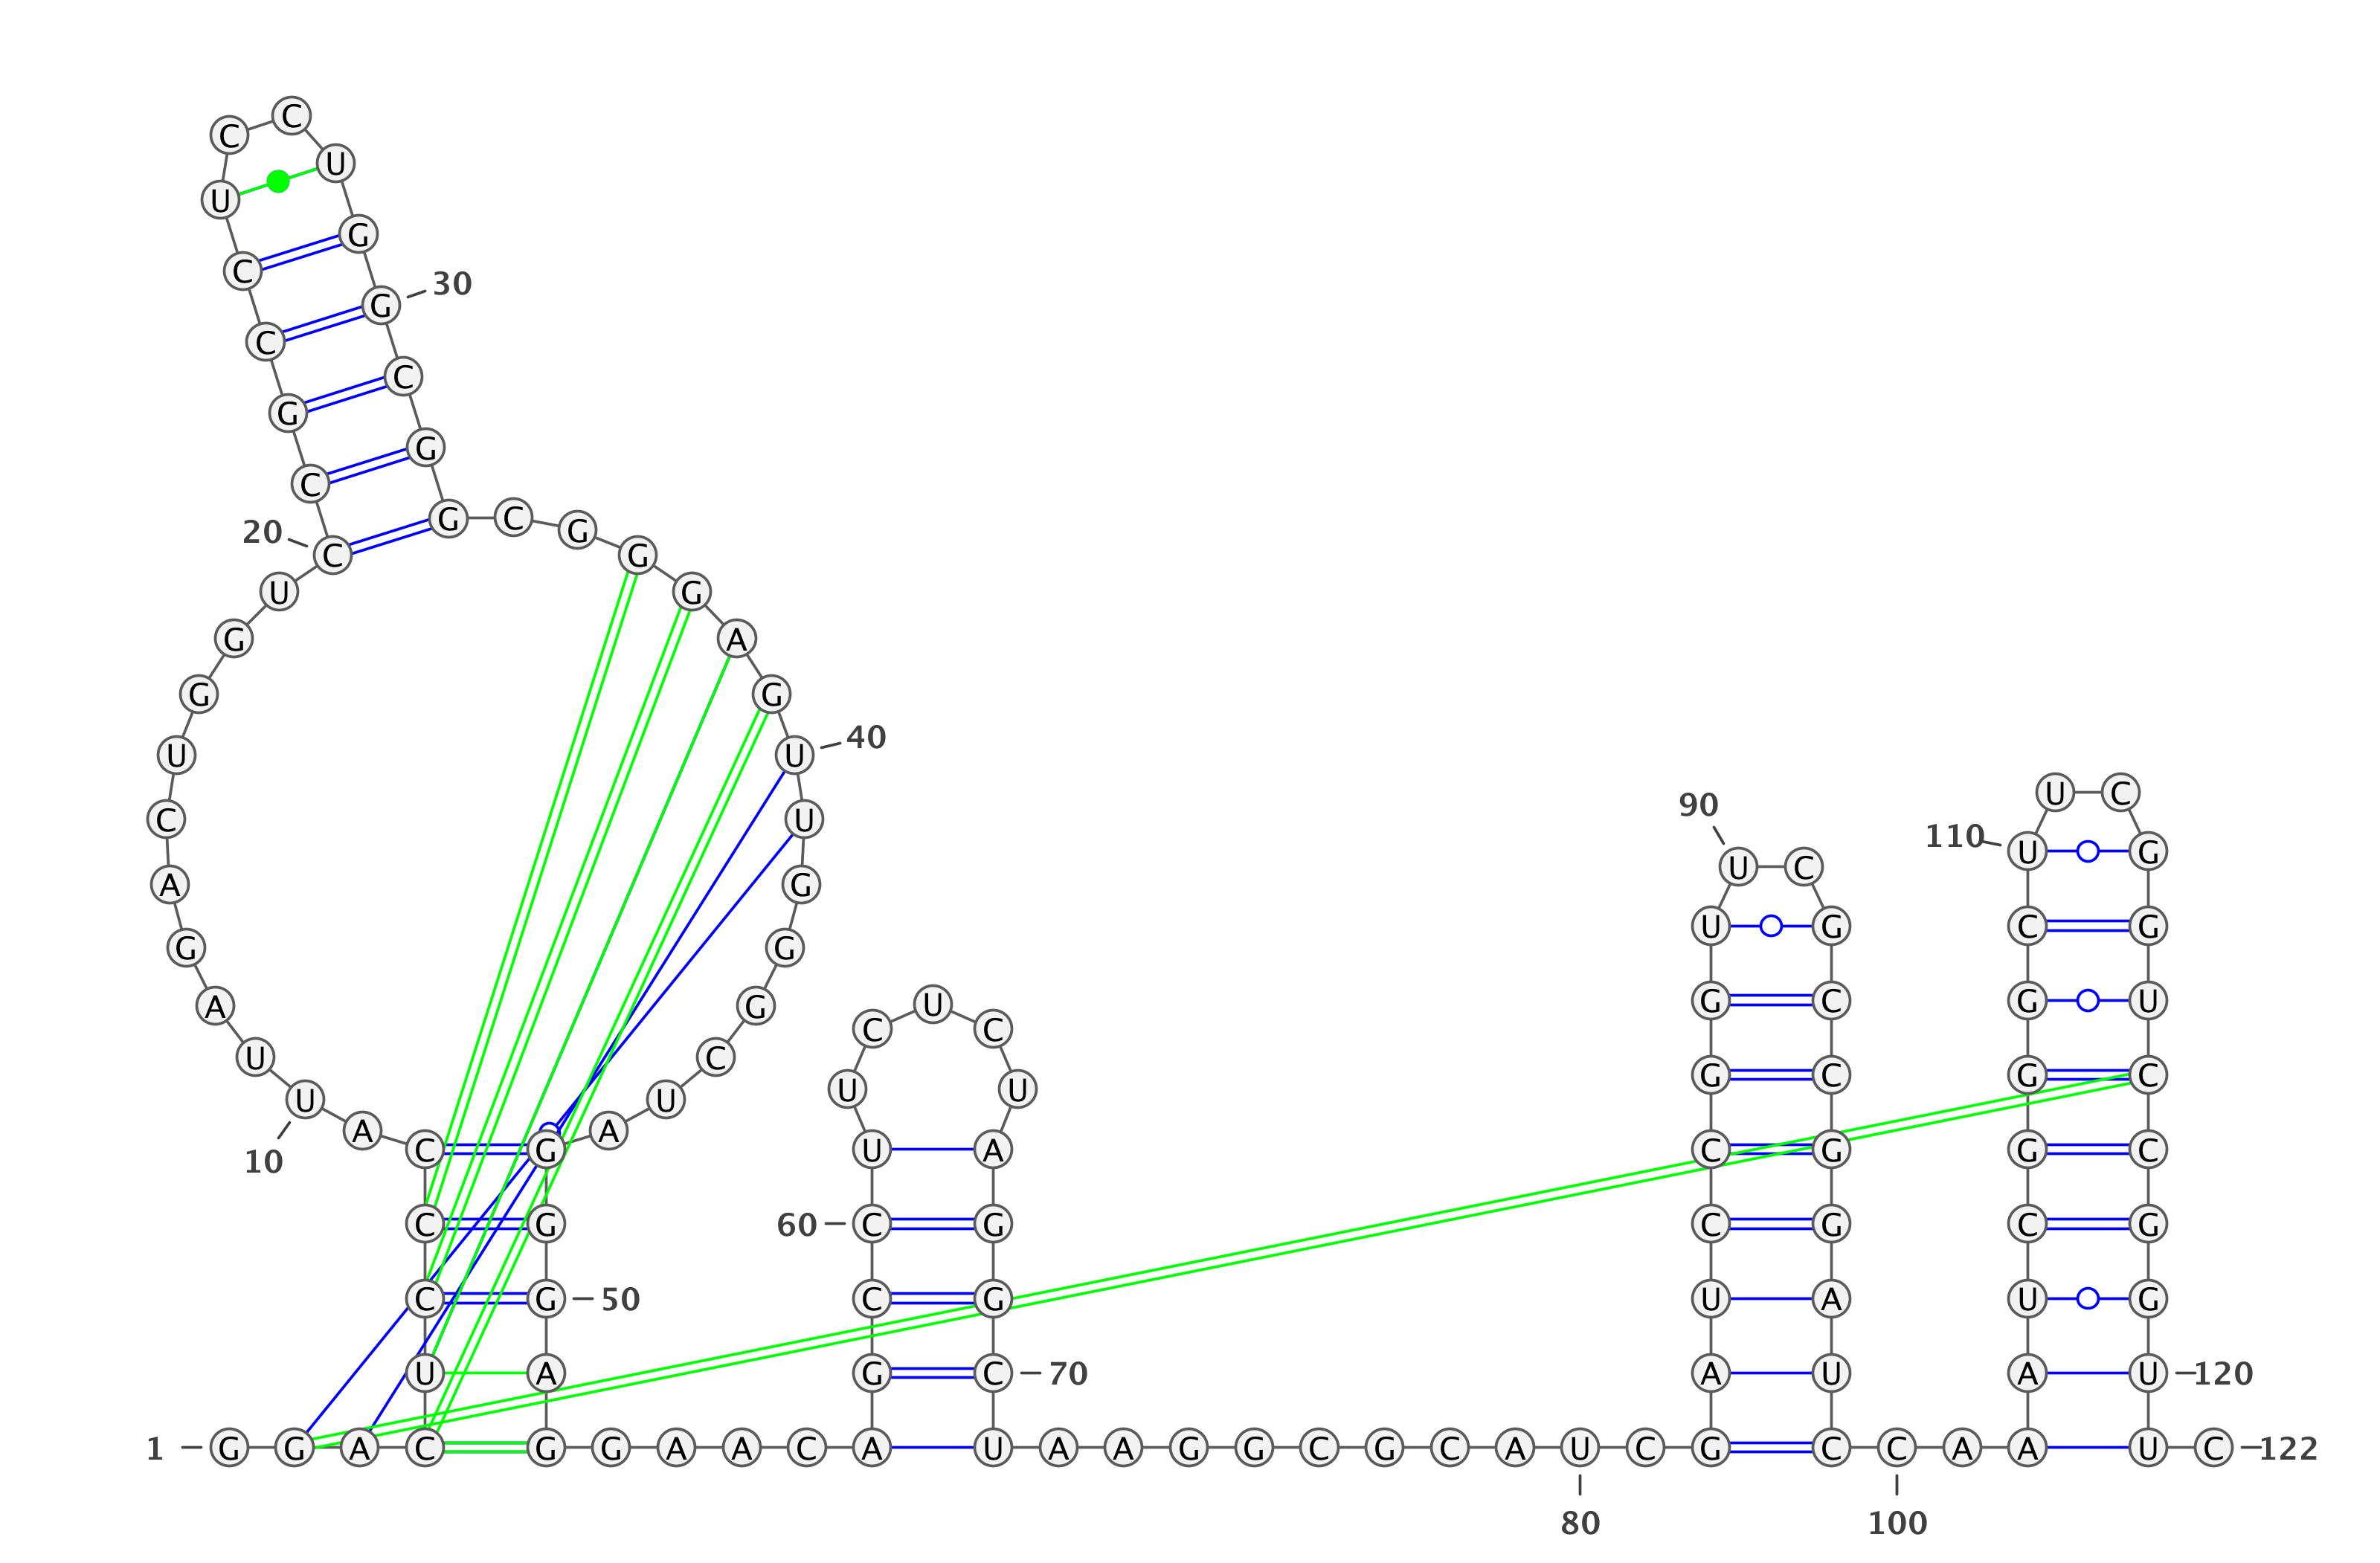 C
C
U
U
G
C
30
G
C
C
G
G
C
G C
20 G
C G
U G
G A
G G
40
U U
U C
90
C U
110 U G
U C
A G
U G C G
G G
A G C U C G C G U
U C
G C G C
U U
U U
A A
C G U A C G G C
10
C G 60 C G C G C G
C G 50 C G U A U G
U A G C 70 A U A U 120
1 G G A C G G A A C A U A A G G C G C A U C G C C A A U C 122
80 100